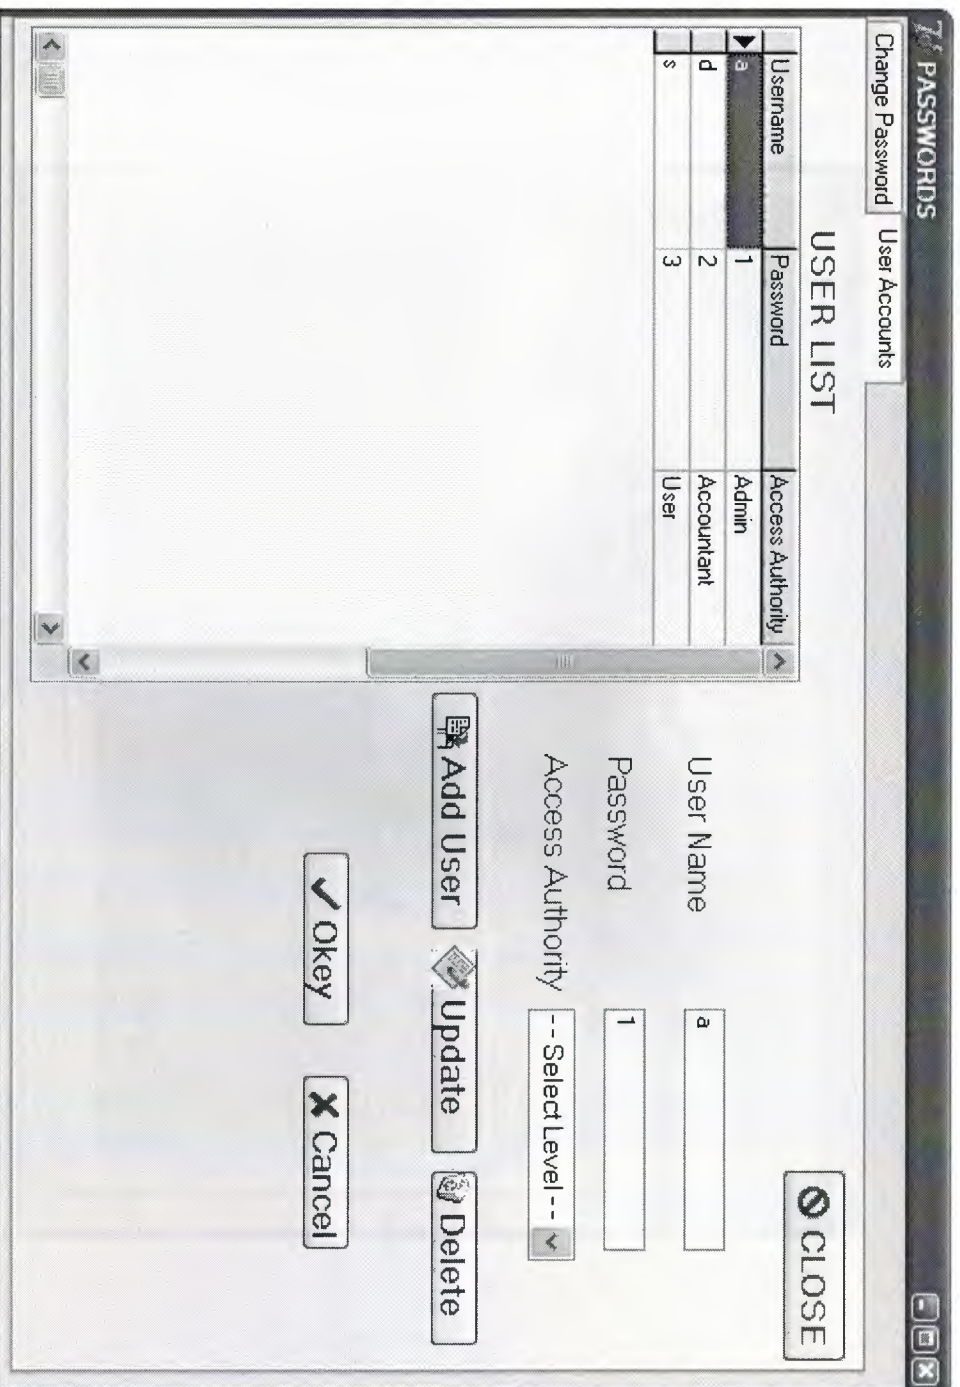 PASSWORDS
Change Password User Accounts
USER LIST
CLOSE
Username Password Access Authority
a 1 Admin
d 2 Accountant
s 3 User
User Name a
Password 1
Access Authority -- Select Level --
Add User Update Delete
Okey Cancel